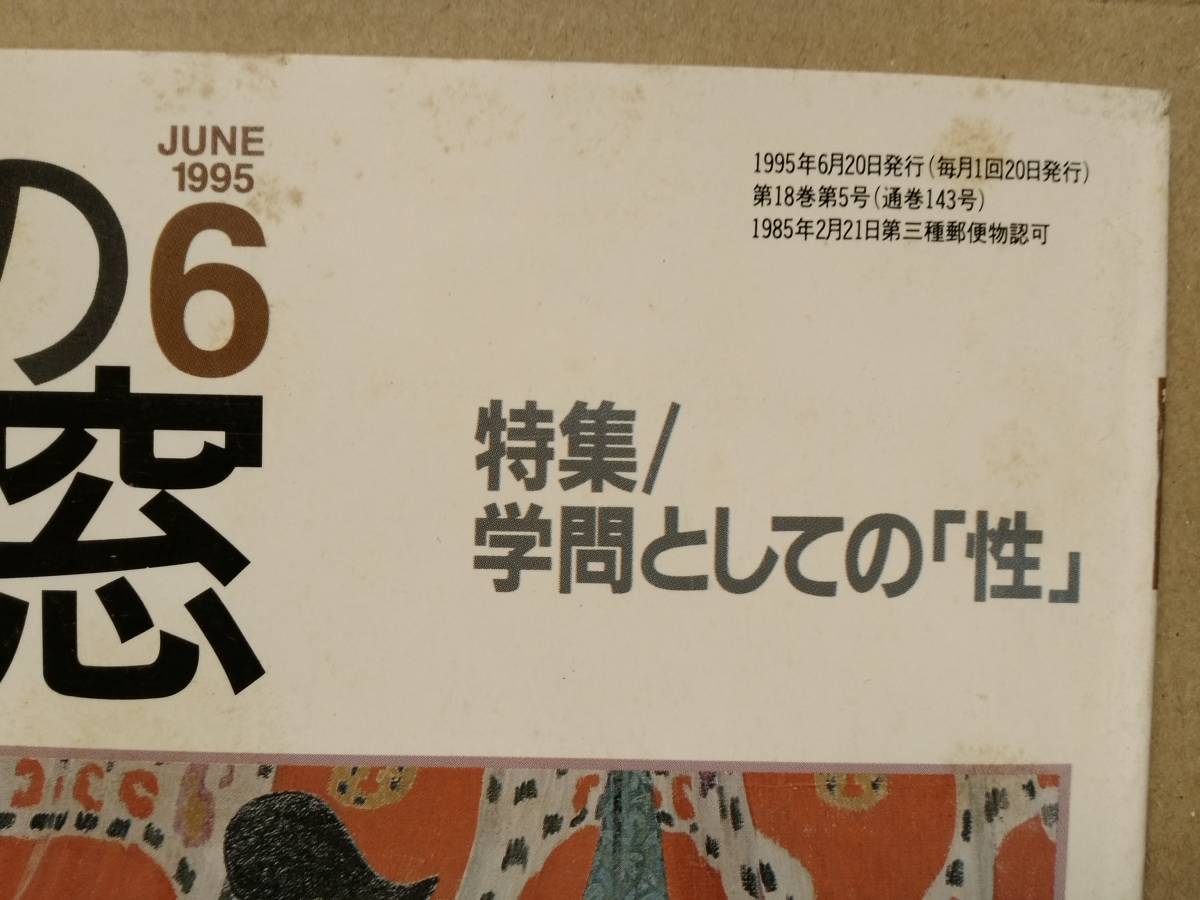 JUNE
1995
6
の窓
1995年6月20日発行(毎月1回20日発行)
第18巻第5号(通巻143号)
1985年2月21日第三種郵便物認可
特集/
学問としての「性」